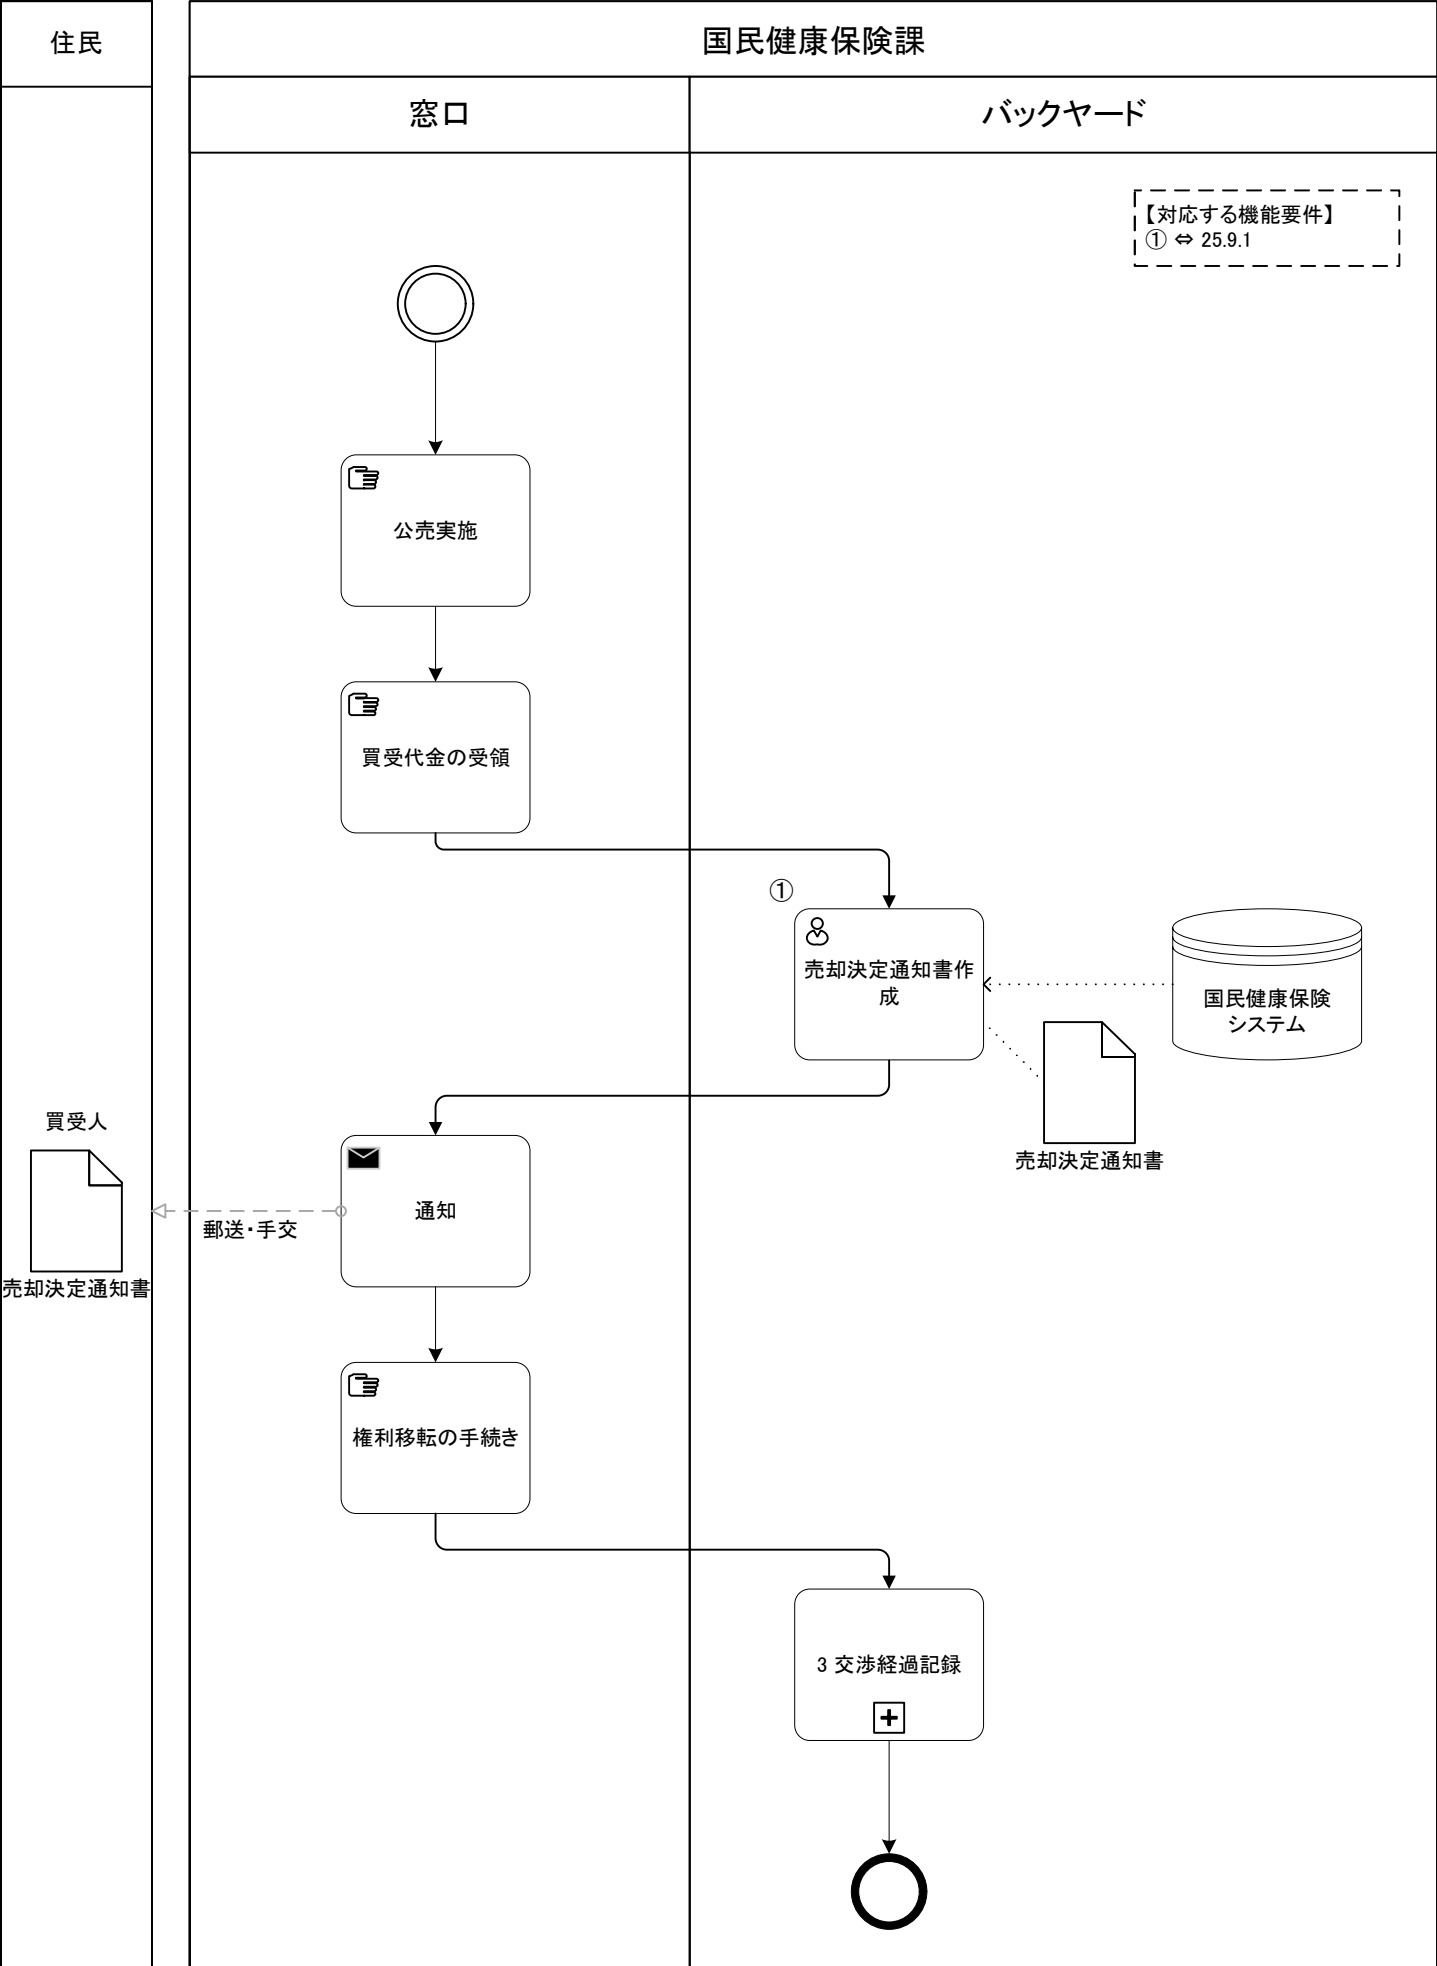 住民
国民健康保険課
窓口
バックヤード
【対応する機能要件】
① ⇔ 25.9.1
公売実施
買受代金の受領
①
売却決定通知書作
成
国民健康保険
システム
売却決定通知書
買受人
売却決定通知書
郵送・手交
通知
権利移転の手続き
3 交渉経過記録